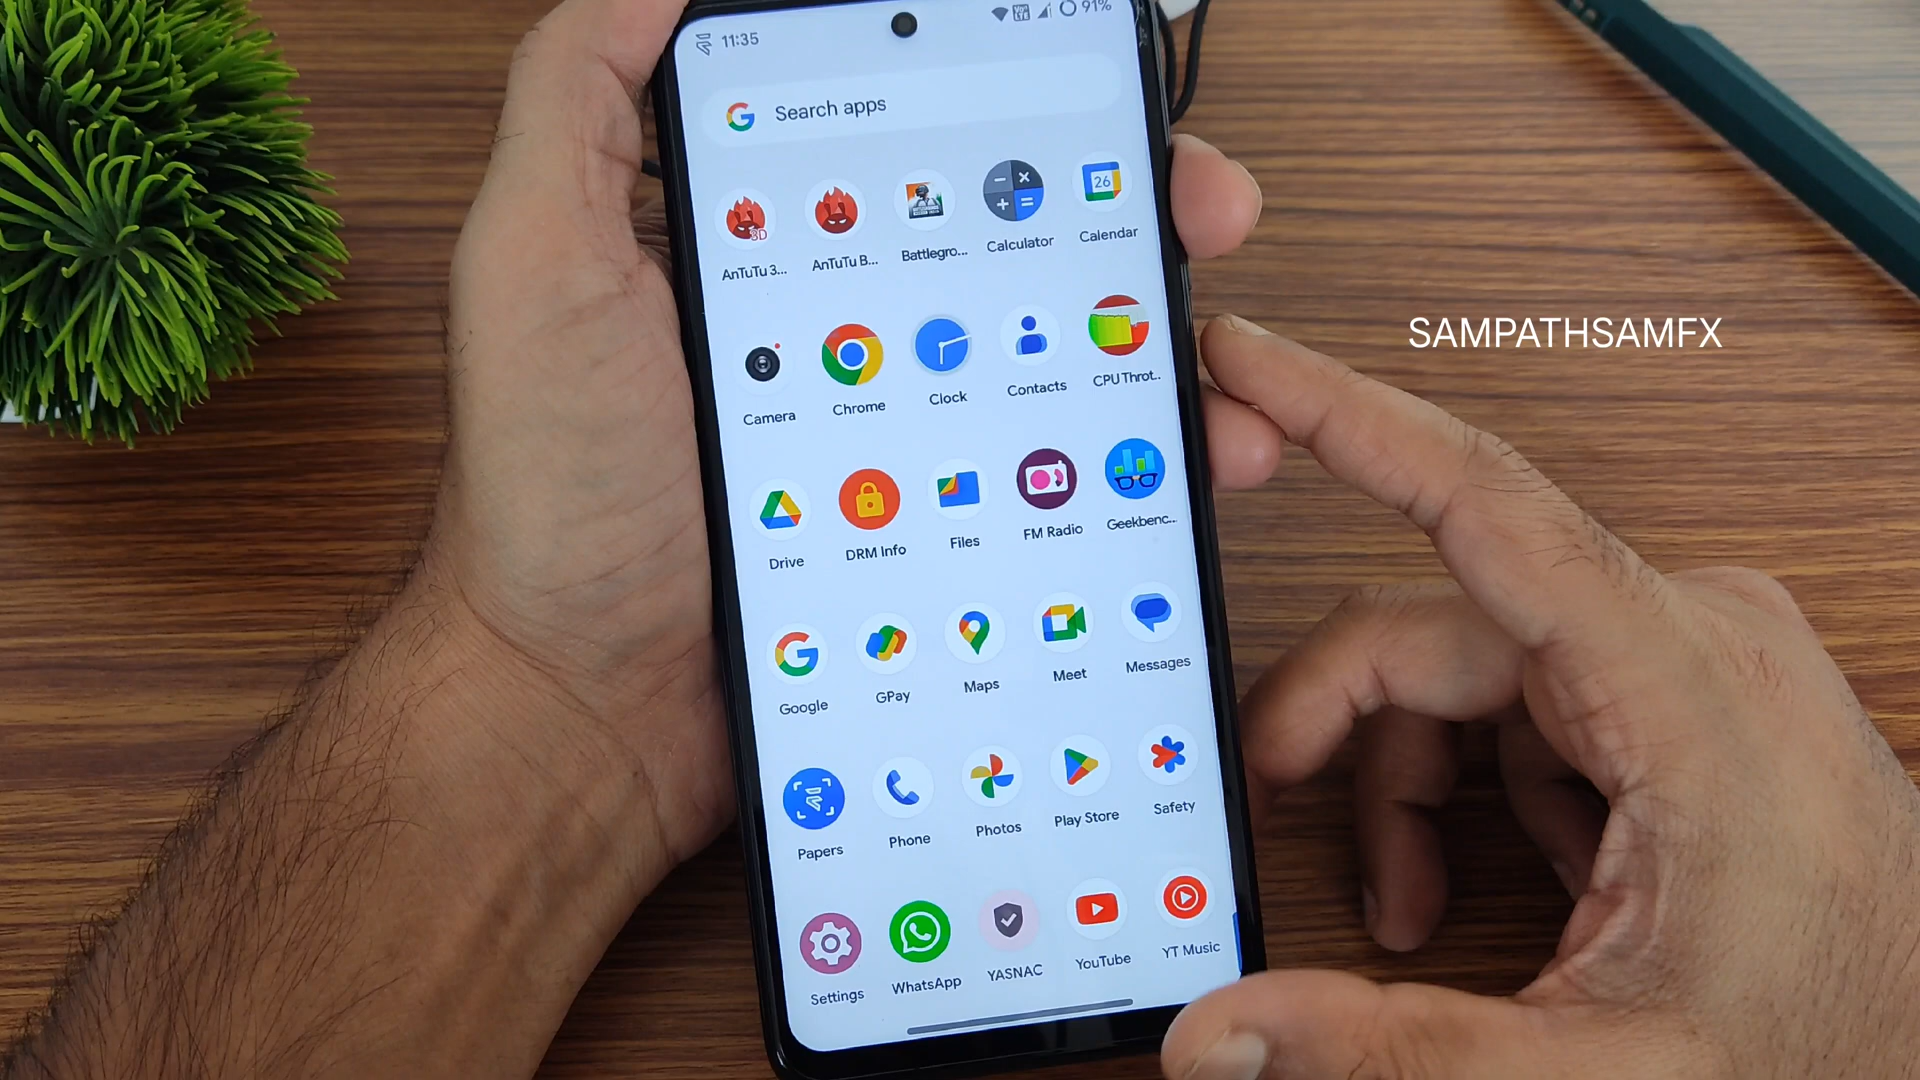 11:35
91%
Search apps
26
3D
AnTuTu 3...
AnTuTu B...
Battlegro...
Calculator
Calendar
Camera
Chrome
Clock
Contacts
CPU Throt..
Drive
DRM Info
Files
FM Radio
Geekbenc...
Google
GPay
Maps
Meet
Messages
Papers
Phone
Photos
Play Store
Safety
Settings
WhatsApp
YASNAC
YouTube
YT Music
SAMPATHSAMFX